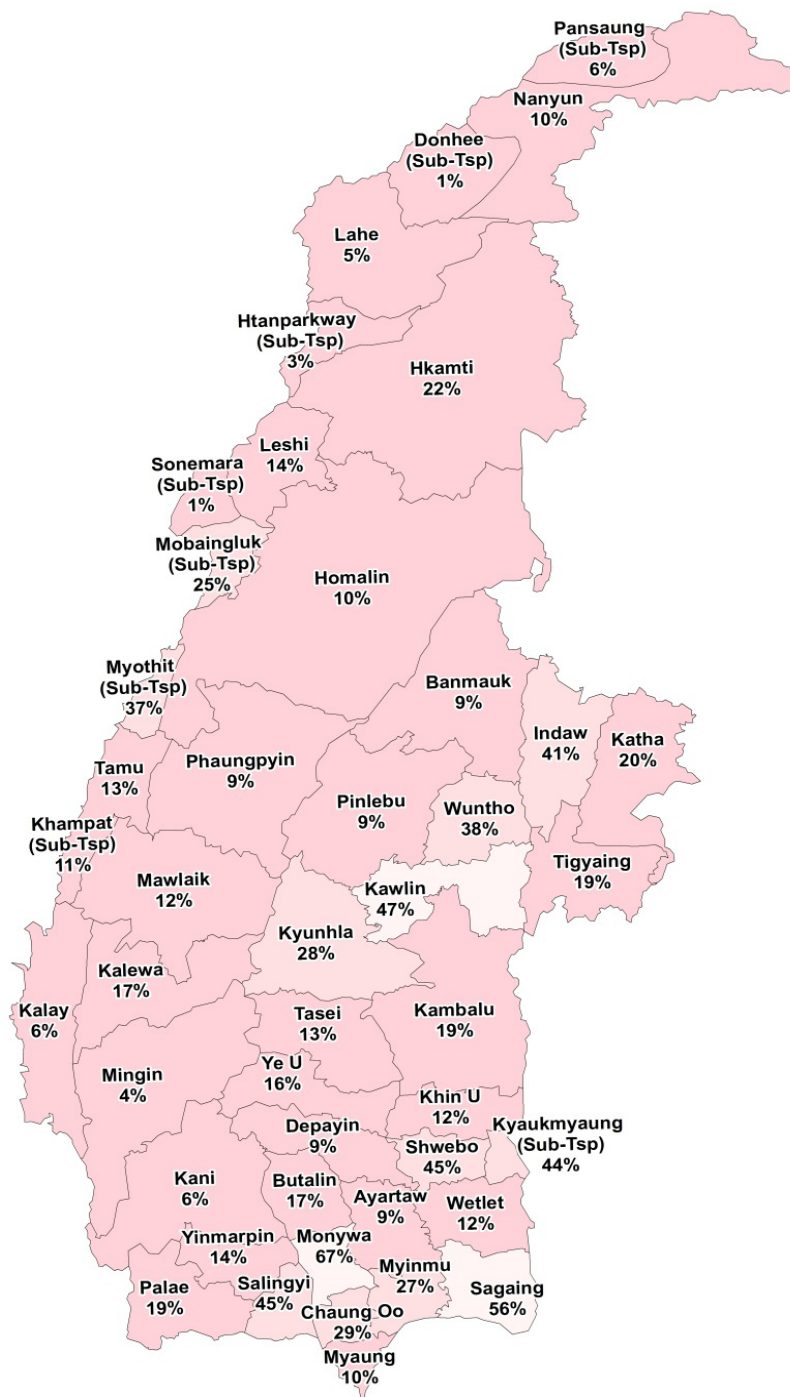 Pansaung
(Sub-Tsp)
6%
Nanyun
10%
Donhee
(Sub-Tsp)
1%
Lahe
5%
Htanparkway
(Sub-Tsp)
3%
Hkamti
22%
Leshi
14%
Sonemara
(Sub-Tsp)
1%
Mobaingluk
(Sub-Tsp)
25%
Homalin
10%
Myothit
(Sub-Tsp)
37%
Banmauk
9%
Indaw
41%
Katha
20%
Tamu
13%
Phaungpyin
9%
Pinlebu
9%
Wuntho
38%
Khampat
(Sub-Tsp)
11%
Mawlaik
12%
Kawlin
47%
Tigyaing
19%
Kyunhla
28%
Kalewa
17%
Kalay
6%
Tasei
13%
Kambalu
19%
Mingin
4%
Ye U
16%
Khin U
12%
Depayin
9%
Shwebo
45%
Kyaukmyaung
(Sub-Tsp)
44%
Kani
6%
Butalin
17%
Ayartaw
9%
Wetlet
12%
Yinmarpin
14%
Monywa
67%
Myinmu
27%
Sagaing
56%
Palae
19%
Salingyi
45%
Chaung Oo
29%
Myaung
10%